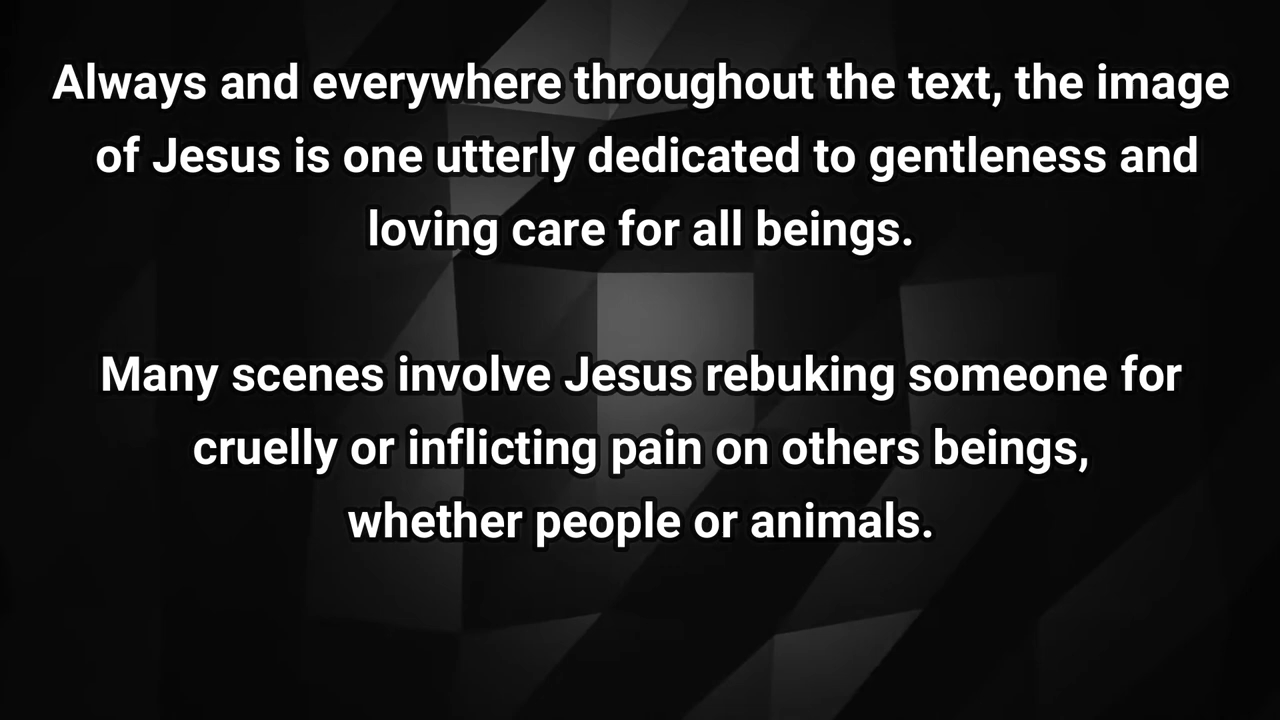 Always and everywhere throughout the text, the image
of Jesus is one utterly dedicated to gentleness and
loving care for all beings.
Many scenes involve Jesus rebuking someone for
cruelly or inflicting pain on others beings,
whether people or animals.